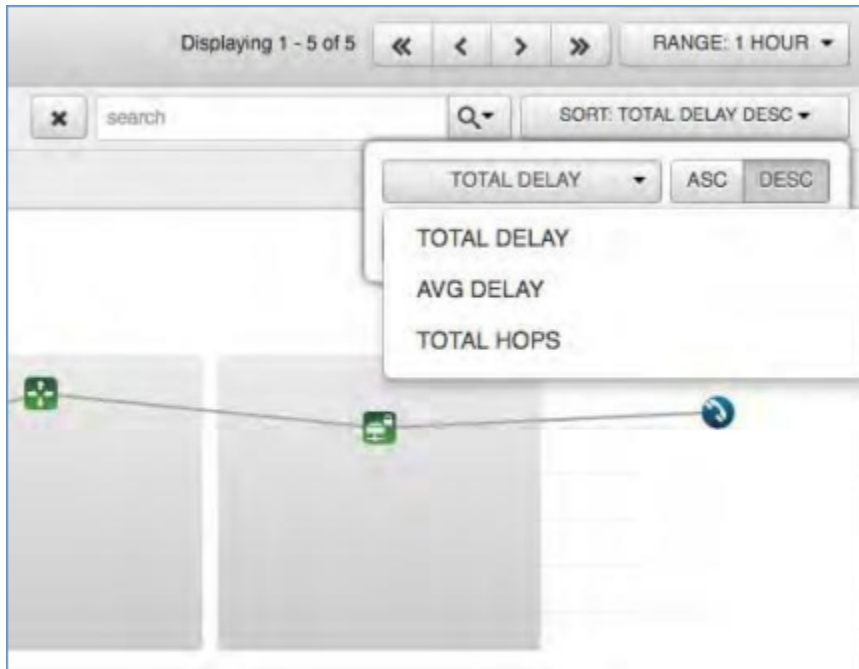 Displaying 1 - 5 of 5 RANGE: 1 HOUR
search SORT: TOTAL DELAY DESC
TOTAL DELAY ASC DESC
TOTAL DELAY
AVG DELAY
TOTAL HOPS